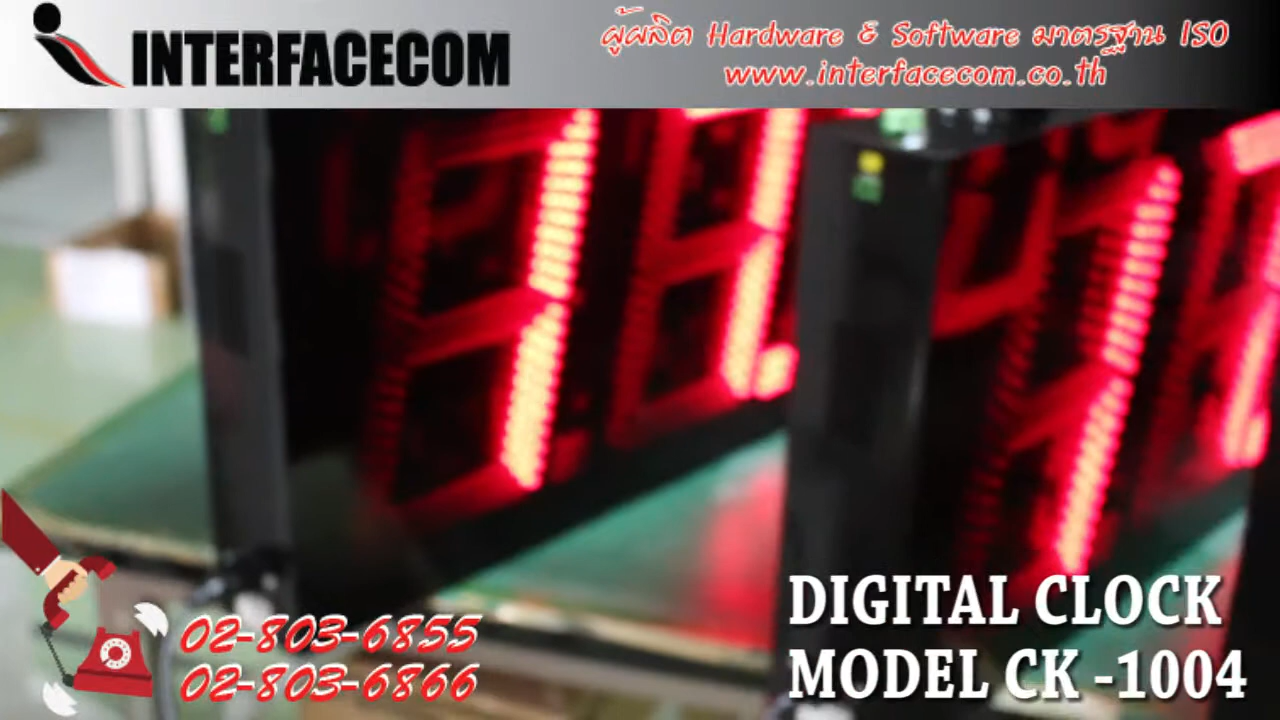 INTERFACECOM
ผู้ผลิต Hardware & Software มาตรฐาน ISO
www.interfacecom.co.th
DIGITAL CLOCK
MODEL CK -1004
02-803-6855
02-803-6866